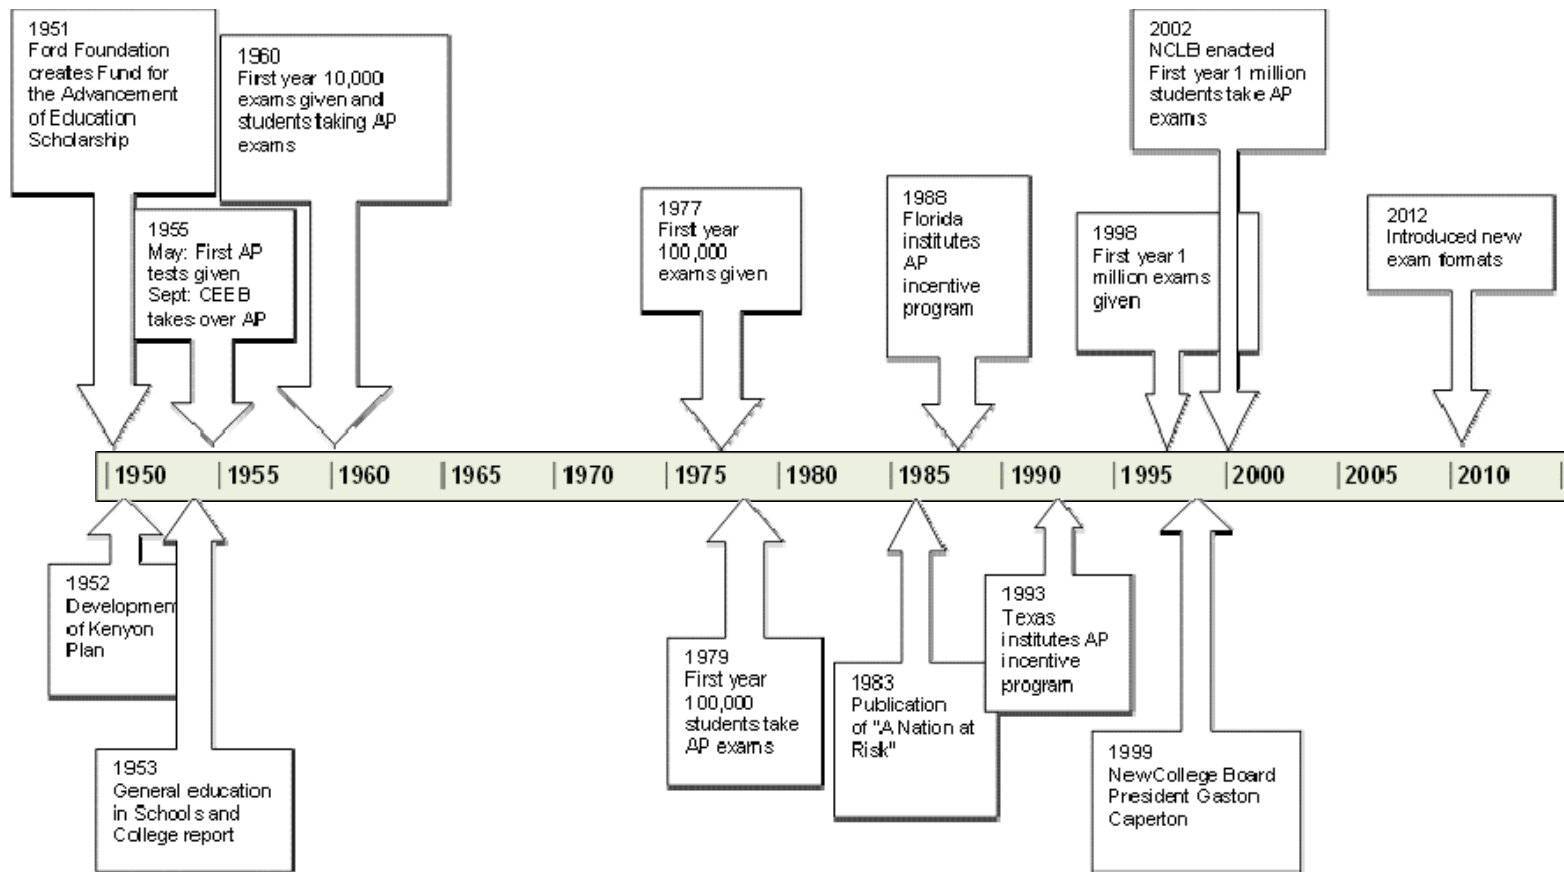 1951
Ford Foundation
creates Fund for
the Advancement
of Education
Scholarship
1960
First year 10,000
exams given and
students taking AP
exams
2002
NCLB enacted
First year 1 million
students take AP
exams
1955
May: First AP
tests given
Sept: CEEB
takes over AP
1977
First year
100,000
exams given
1988
Florida
institutes
AP
incentive
program
1998
First year 1
million exams
given
2012
Introduced new
exam formats
1950 1955 1960 1965 1970 1975 1980 1985 1990 1995 2000 2005 2010
1952
Developmen
of Kenyon
Plan
1953
General education
in Schools and
College report
1979
First year
100,000
students take
AP exams
1983
Publication
of "A Nation at
Risk"
1993
Texas
institutes AP
incentive
program
1999
New College Board
President Gaston
Caperton